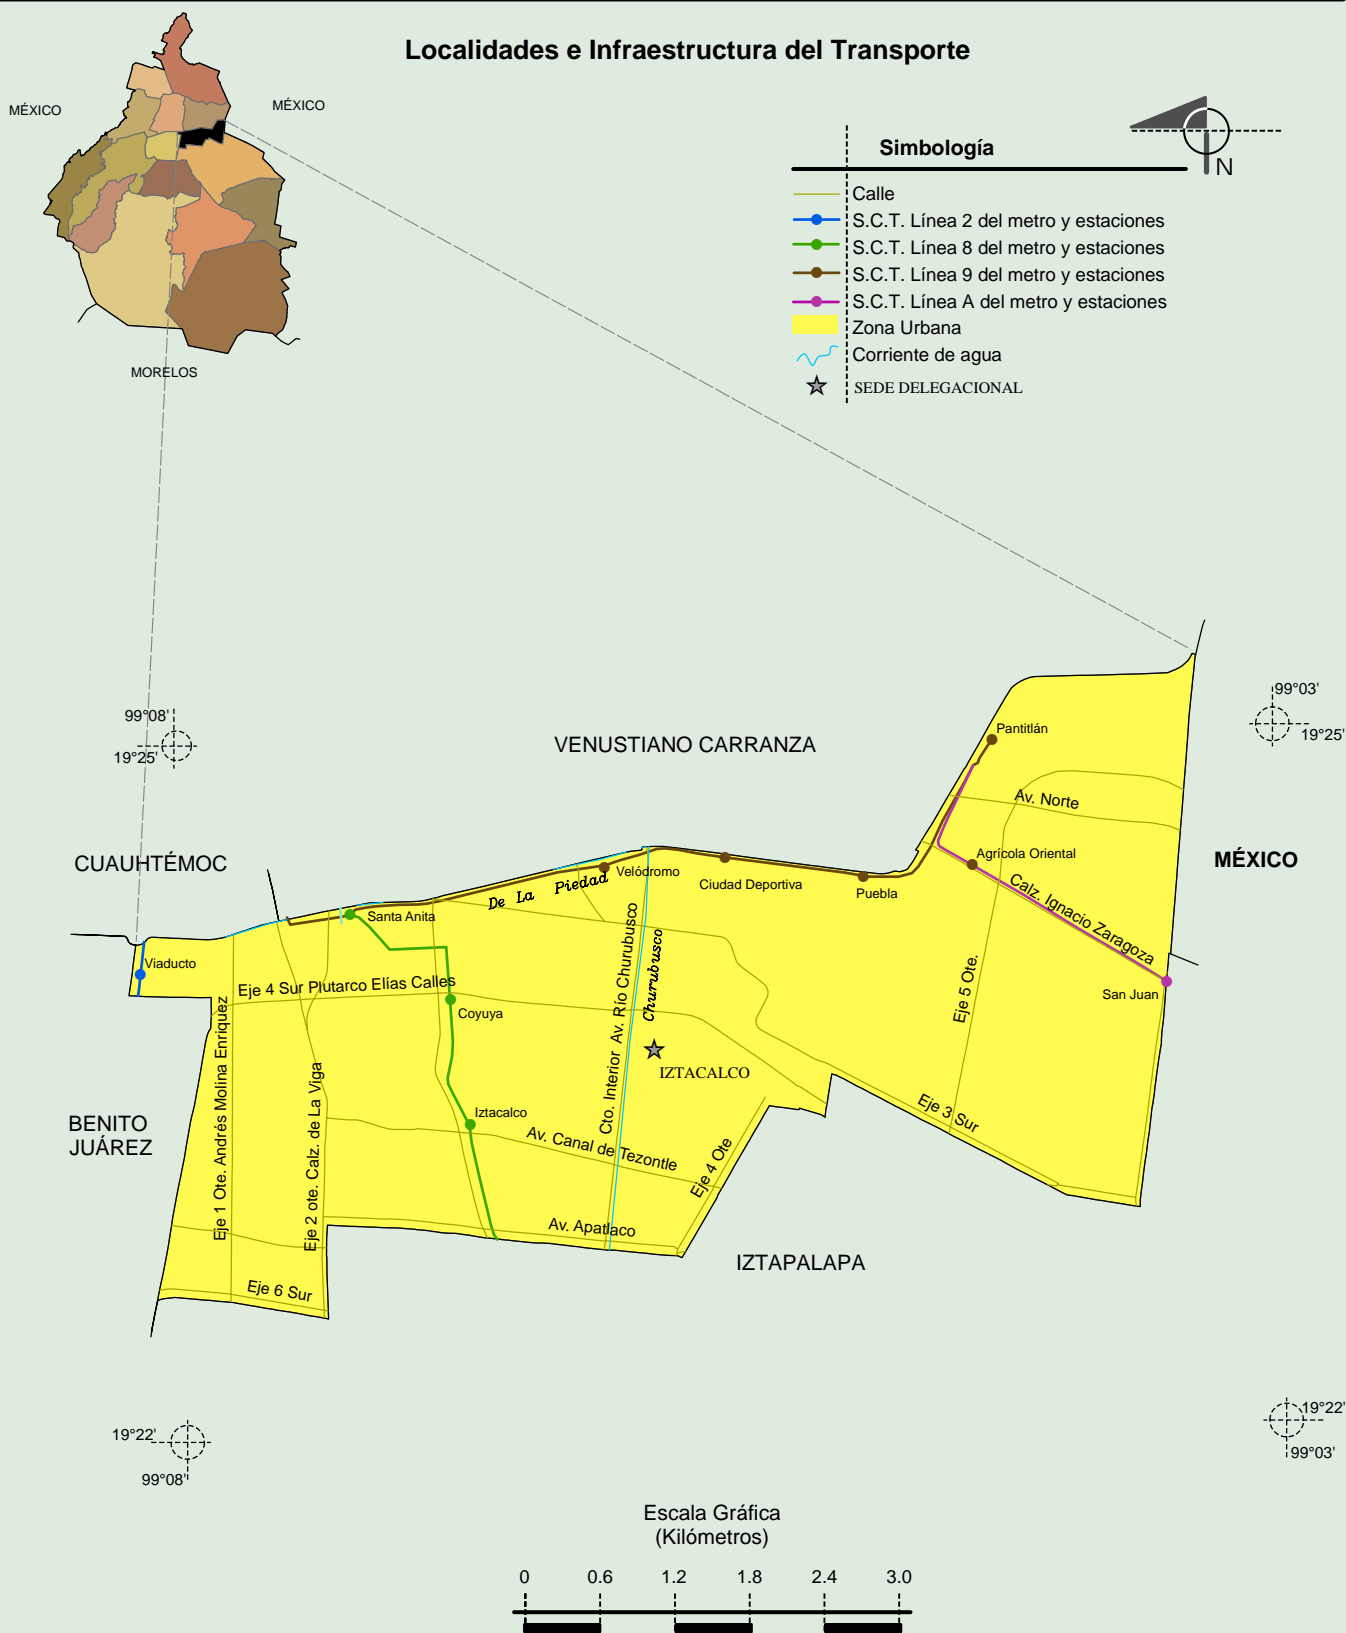 Localidades e Infraestructura del Transporte
MÉXICO
MÉXICO
MORELOS
N
Simbología
Calle
S.C.T. Línea 2 del metro y estaciones
S.C.T. Línea 8 del metro y estaciones
S.C.T. Línea 9 del metro y estaciones
S.C.T. Línea A del metro y estaciones
Zona Urbana
Corriente de agua
SEDE DELEGACIONAL
99°08'
19°25'
99°03'
19°25'
VENUSTIANO CARRANZA
CUAUHTÉMOC
MÉXICO
BENITO
JUÁREZ
IZTAPALAPA
Pantitlán
Av. Norte
Agrícola Oriental
Calz. Ignacio Zaragoza
San Juan
Puebla
Ciudad Deportiva
Velódromo
De La Piedad
Santa Anita
Viaducto
Eje 4 Sur Plutarco Elías Calles
Coyuya
Iztacalco
Eje 1 Ote. Andrés Molina Enriquez
Eje 2 ote. Calz. de La Viga
Cto. Interior Av. Río Churubusco
Churubusco
IZTACALCO
Eje 5 Ote.
Eje 3 Sur
Eje 4 Ote
Av. Canal de Tezontle
Av. Apatlaco
Eje 6 Sur
19°22'
99°08'
19°22'
99°03'
Escala Gráfica
(Kilómetros)
0 0.6 1.2 1.8 2.4 3.0